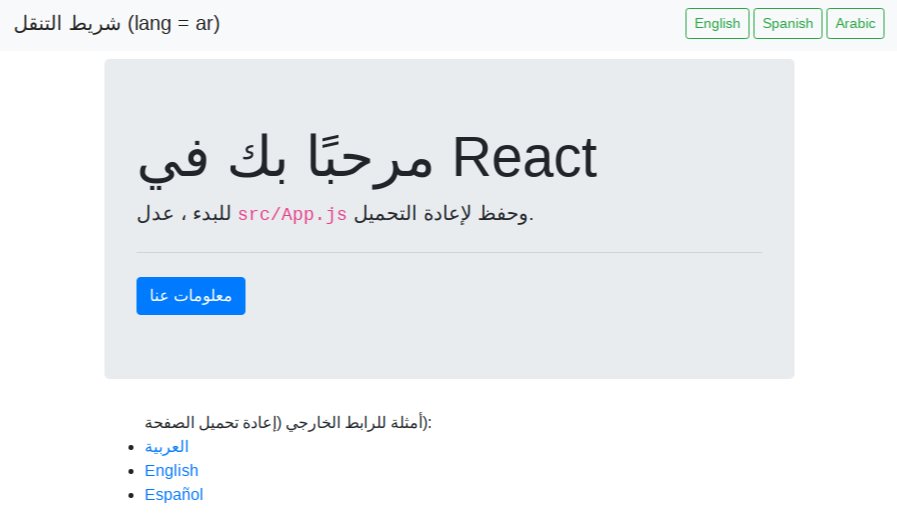 شريط التنقل (lang = ar)
English
Spanish
Arabic
مرحبًا بك في React
للبدء ، عدل src/App.js وحفظ لإعادة التحميل.
معلومات عنا
أمثلة للرابط الخارجي (إعادة تحميل الصفحة):
العربية
English
Español